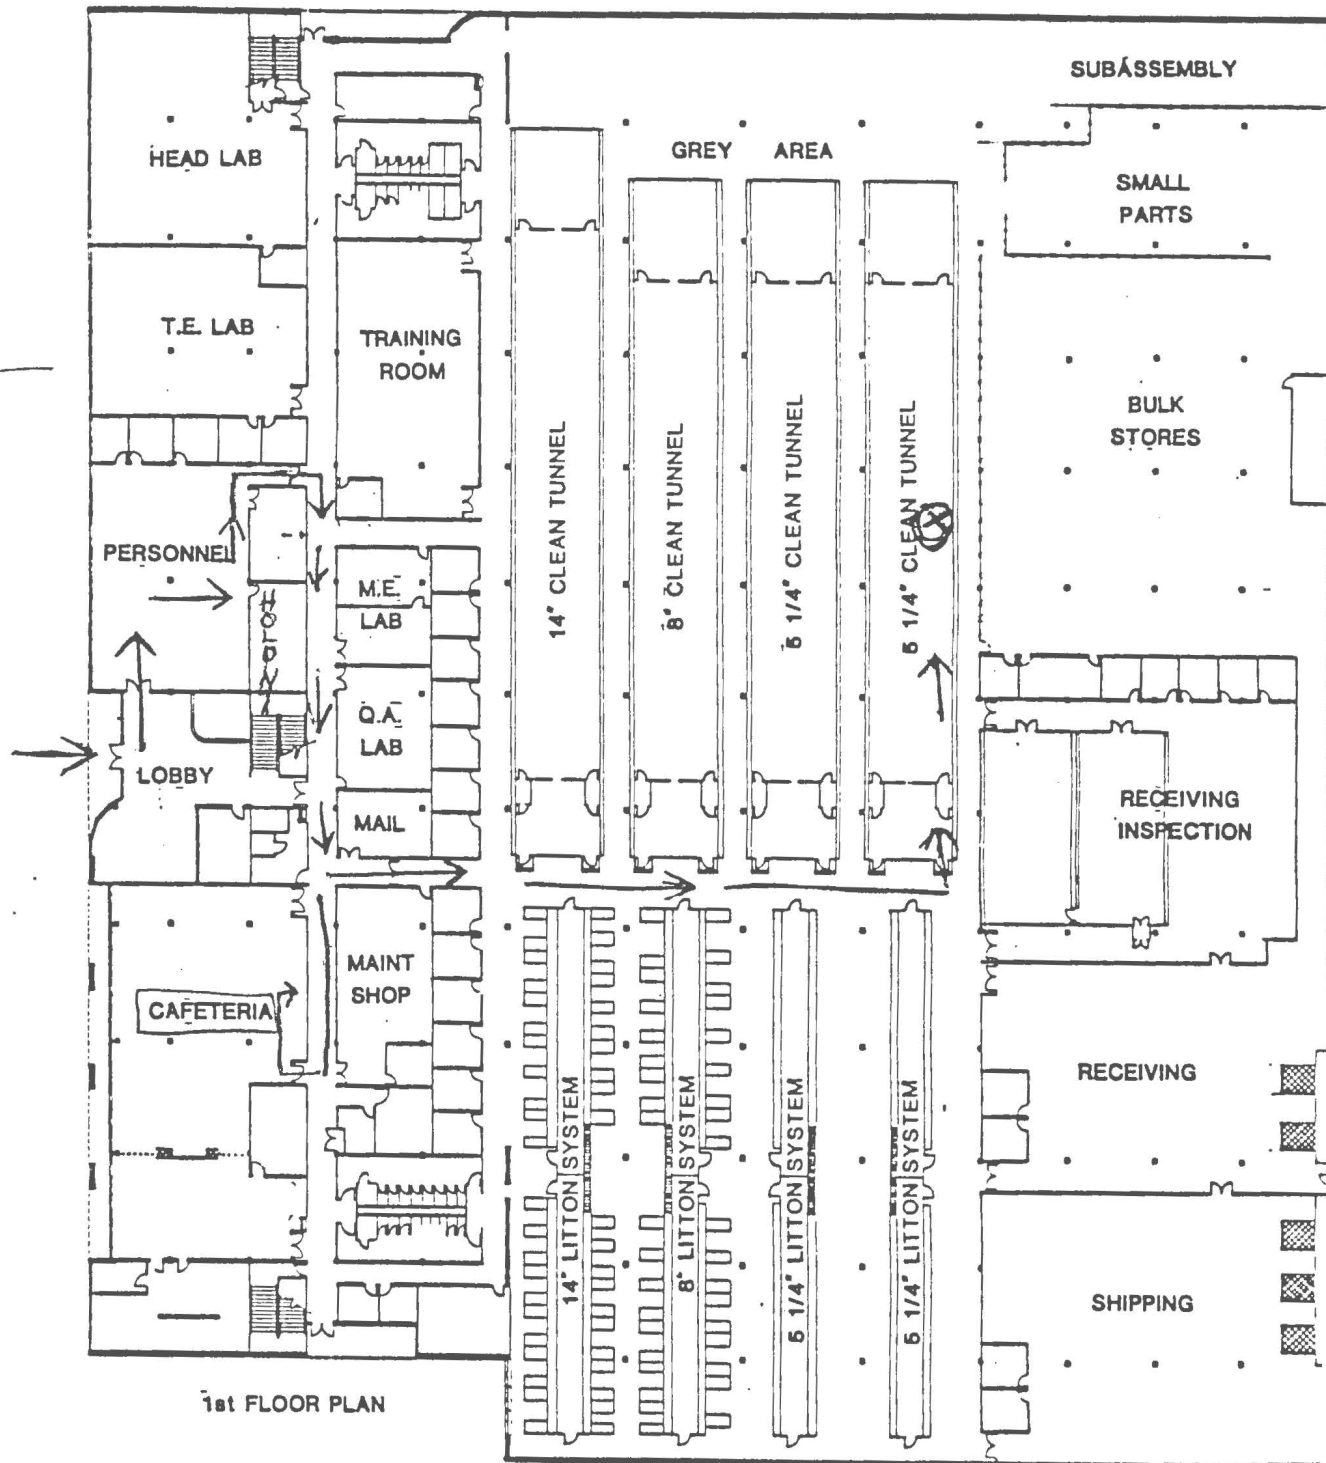 SUBASSEMBLY
HEAD LAB
GREY AREA
SMALL
PARTS
T.E. LAB
TRAINING
ROOM
BULK
STORES
14" CLEAN TUNNEL
8" CLEAN TUNNEL
5 1/4" CLEAN TUNNEL
5 1/4" CLEAN TUNNEL
PERSONNEL
M.E.
LAB
Q.A.
LAB
LOBBY
MAIL
RECEIVING
INSPECTION
MAINT
SHOP
CAFETERIA
RECEIVING
14" LITTON SYSTEM
8" LITTON SYSTEM
5 1/4" LITTON SYSTEM
5 1/4" LITTON SYSTEM
SHIPPING
1st FLOOR PLAN